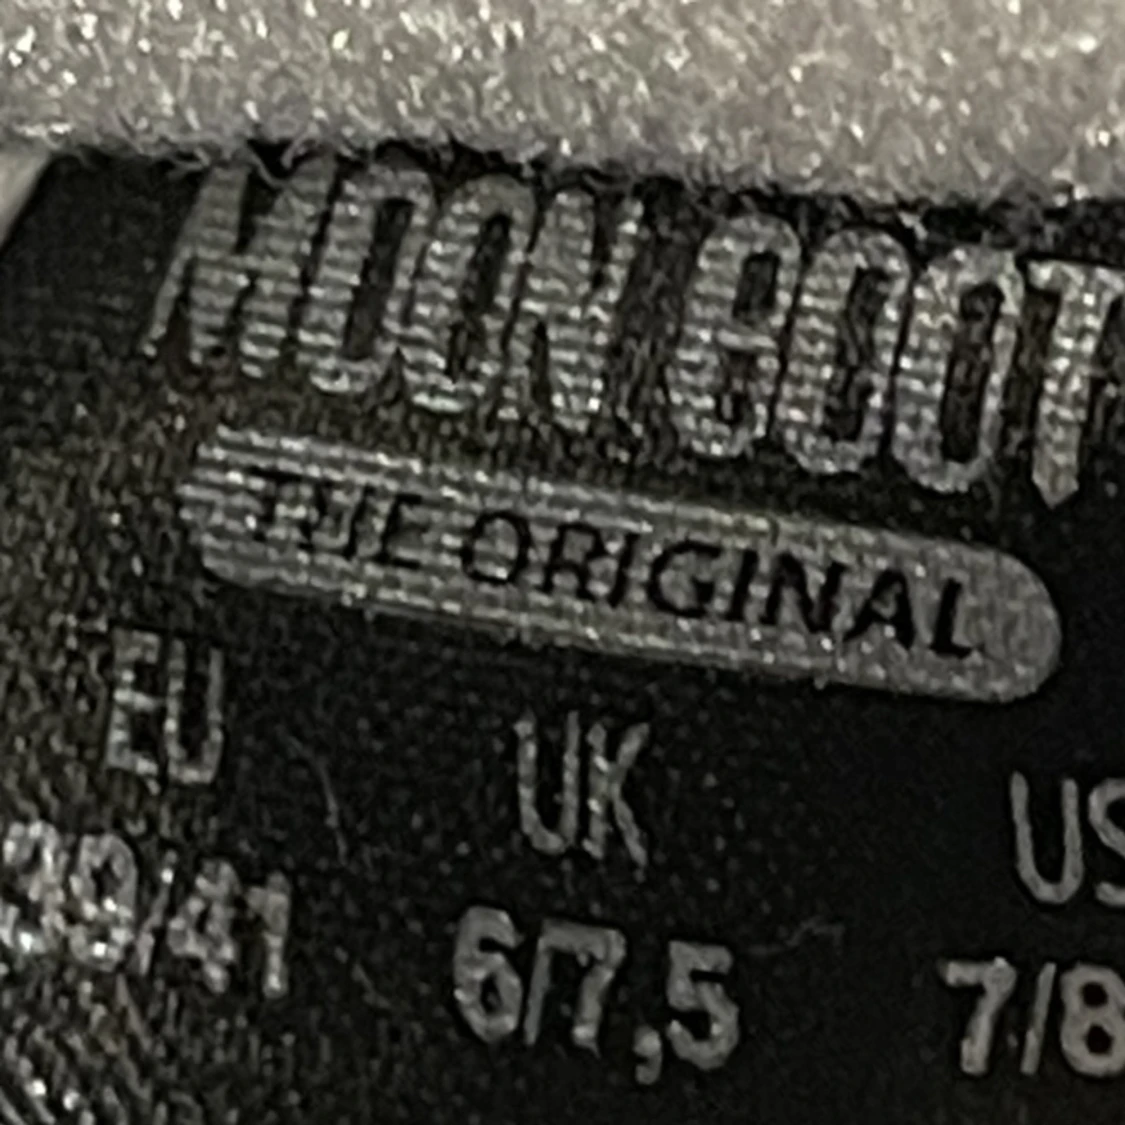 MOON BOOT
THE ORIGINAL
EU UK US
39/41 6/7,5 7/8